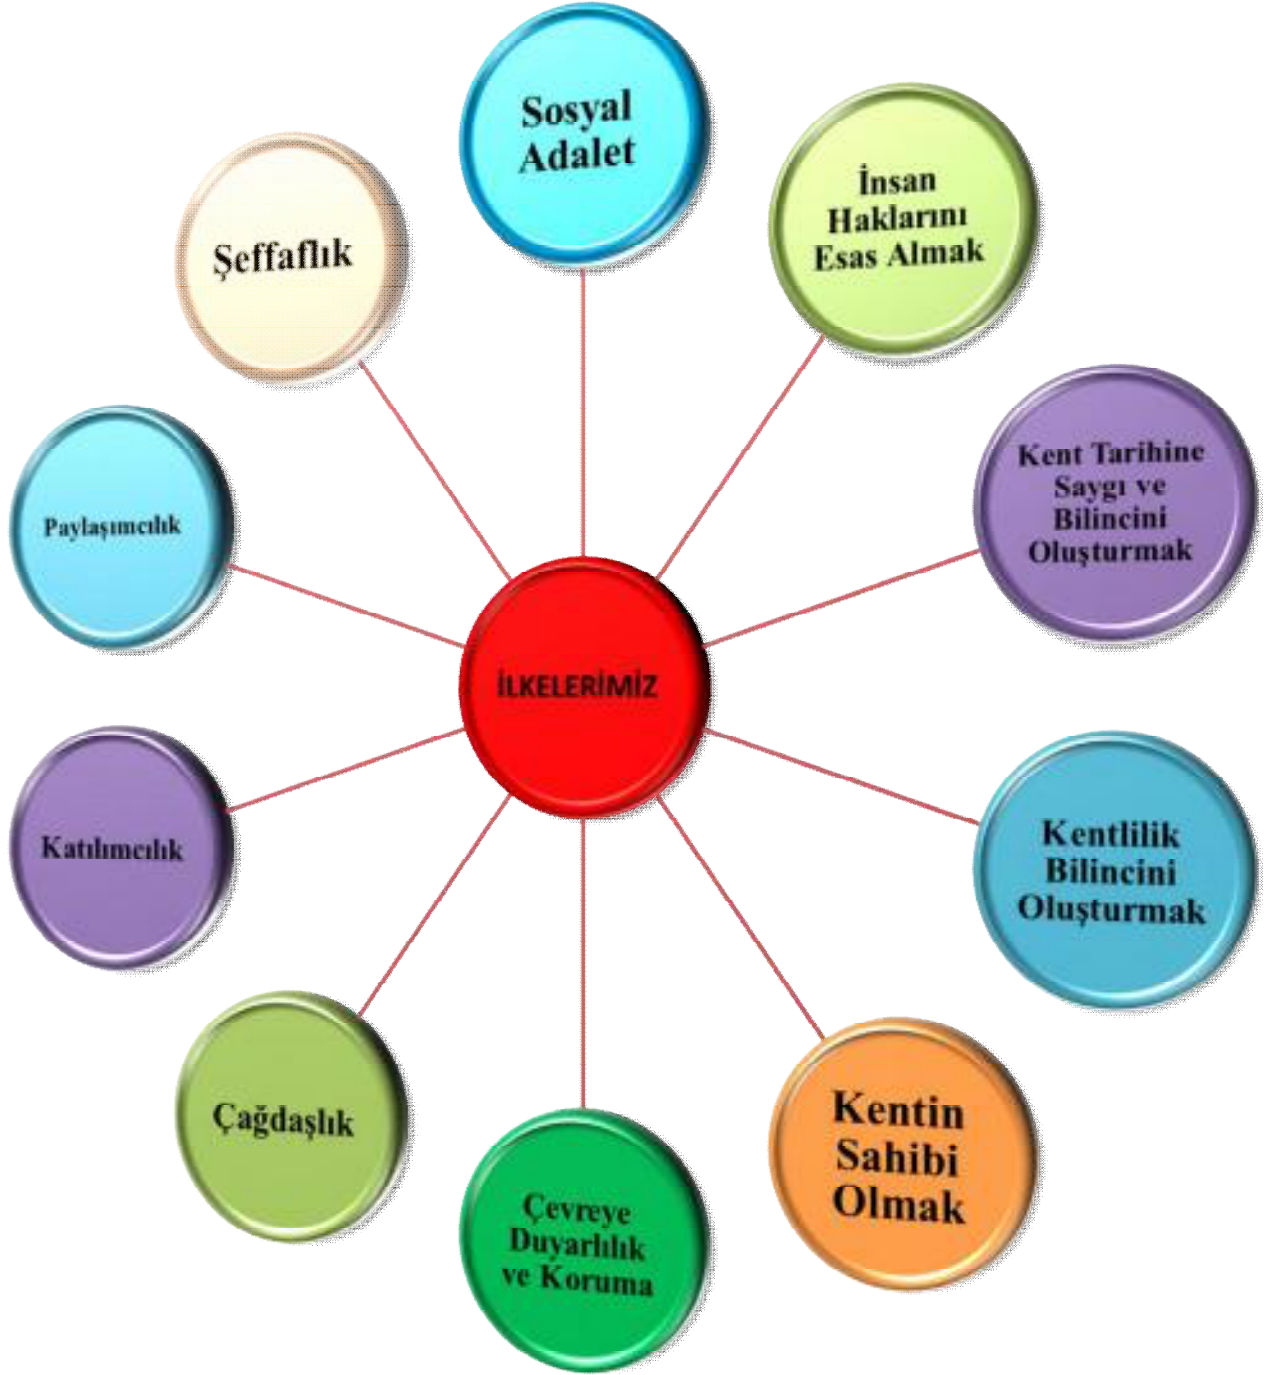 Sosyal
Adalet
İnsan
Haklarını
Esas Almak
Kent Tarihine
Saygı ve
Bilincini
Oluşturmak
Kentlilik
Bilincini
Oluşturmak
Kentin
Sahibi
Olmak
Çevreye
Duyarlılık
ve Koruma
Çağdaşlık
Katılımcılık
Paylaşımcılık
Şeffaflık
İLKELERİMİZ